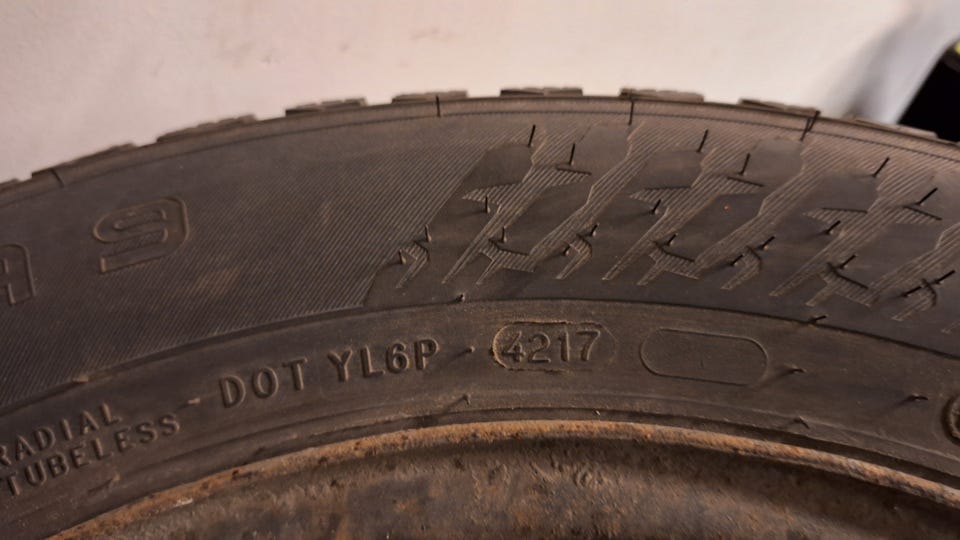 A S
DOT YL6P 4217
RADIAL
TUBELESS